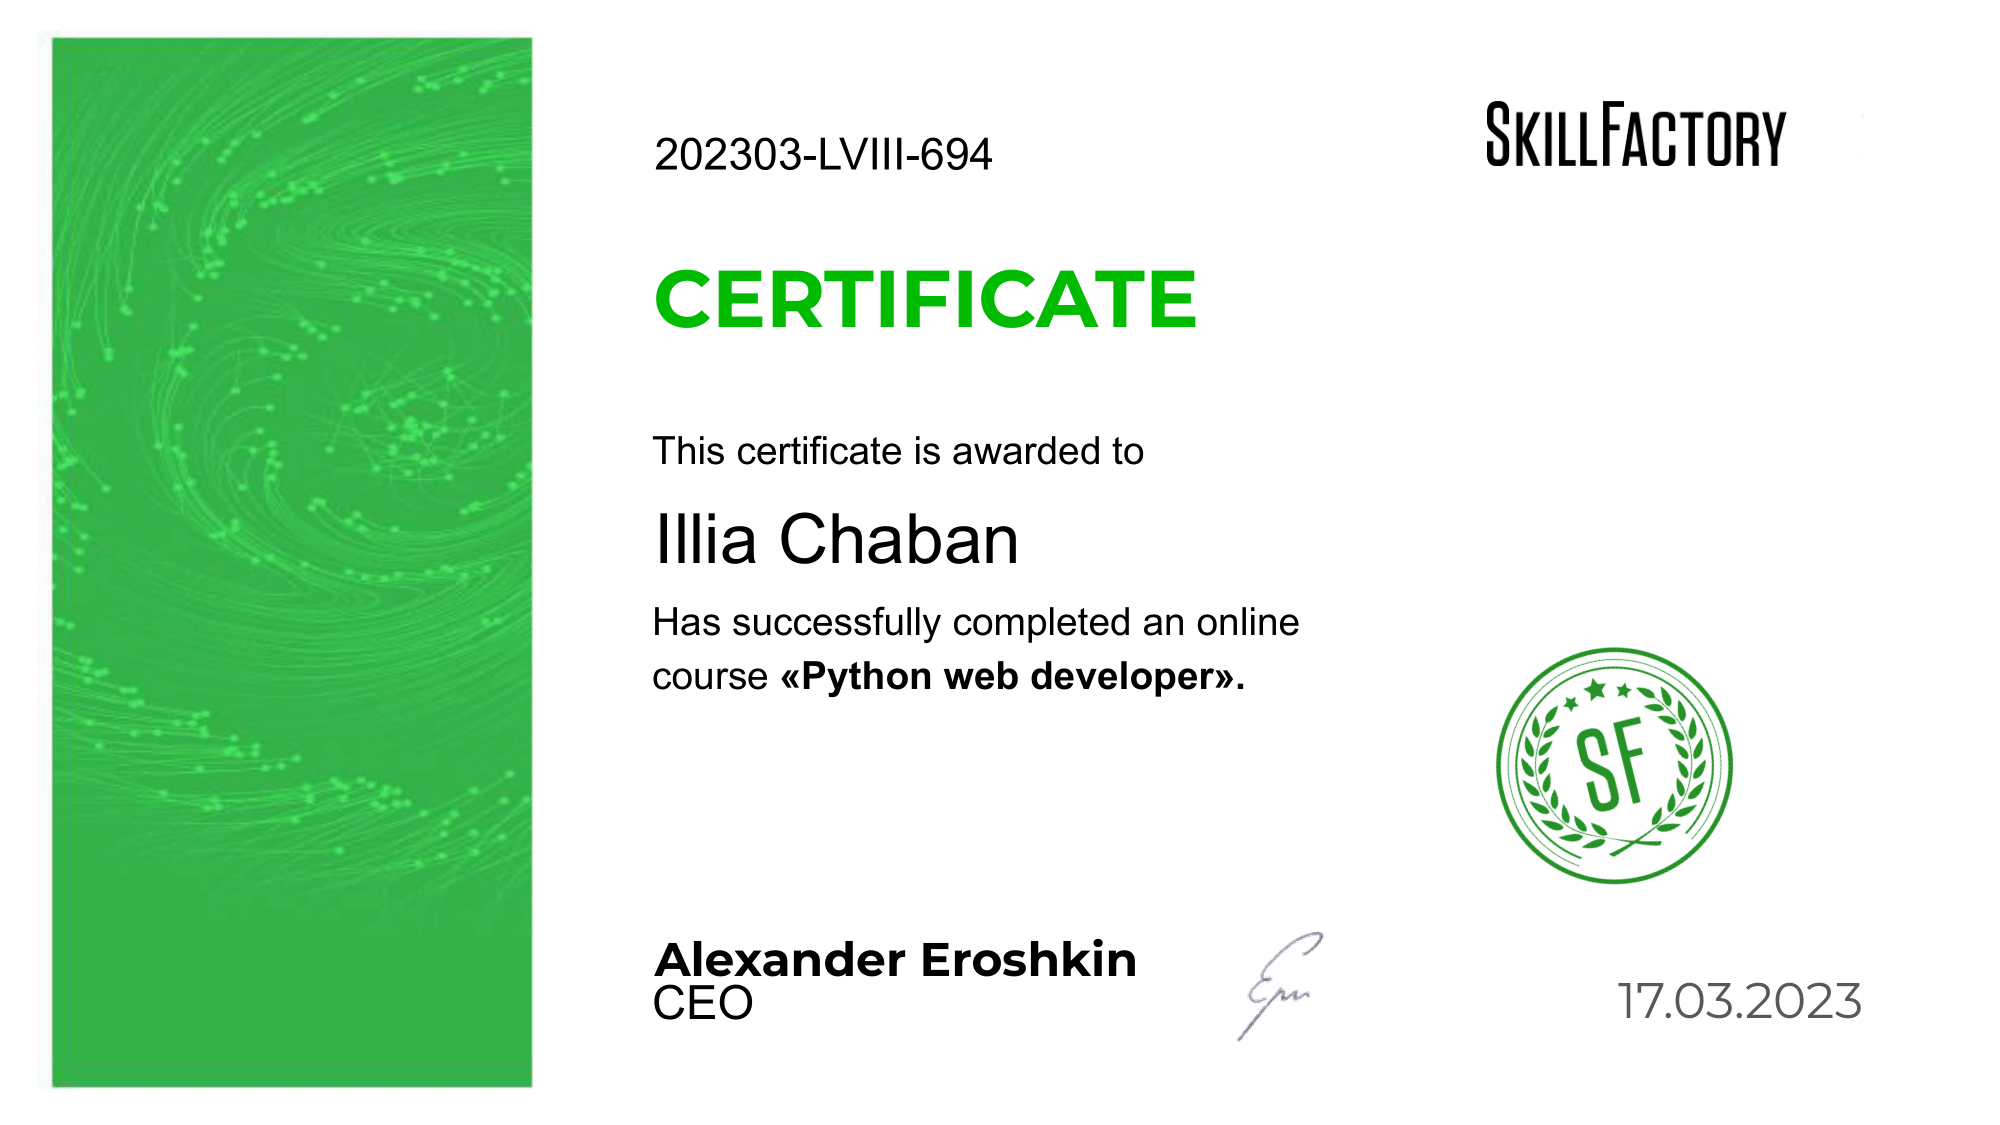 202303-LVIII-694
SKILLFACTORY
CERTIFICATE
This certificate is awarded to
Illia Chaban
Has successfully completed an online
course «Python web developer».
SF
Alexander Eroshkin
CEO
17.03.2023